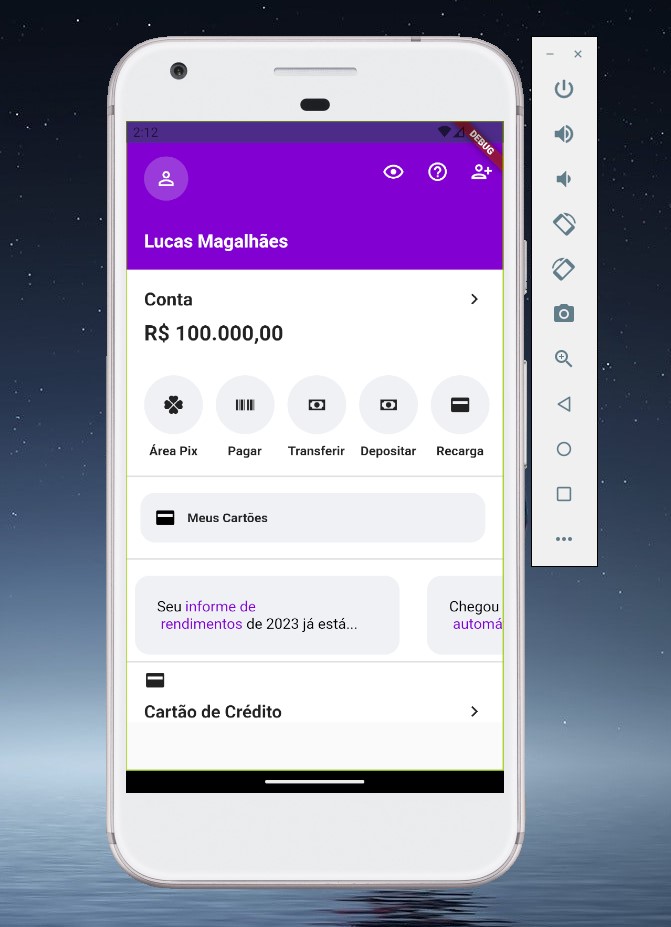 2:12
DEBUG
Lucas Magalhães
Conta
R$ 100.000,00
Área Pix
Pagar
Transferir
Depositar
Recarga
Meus Cartões
Seu informe de
rendimentos de 2023 já está...
Chegou
automá
Cartão de Crédito